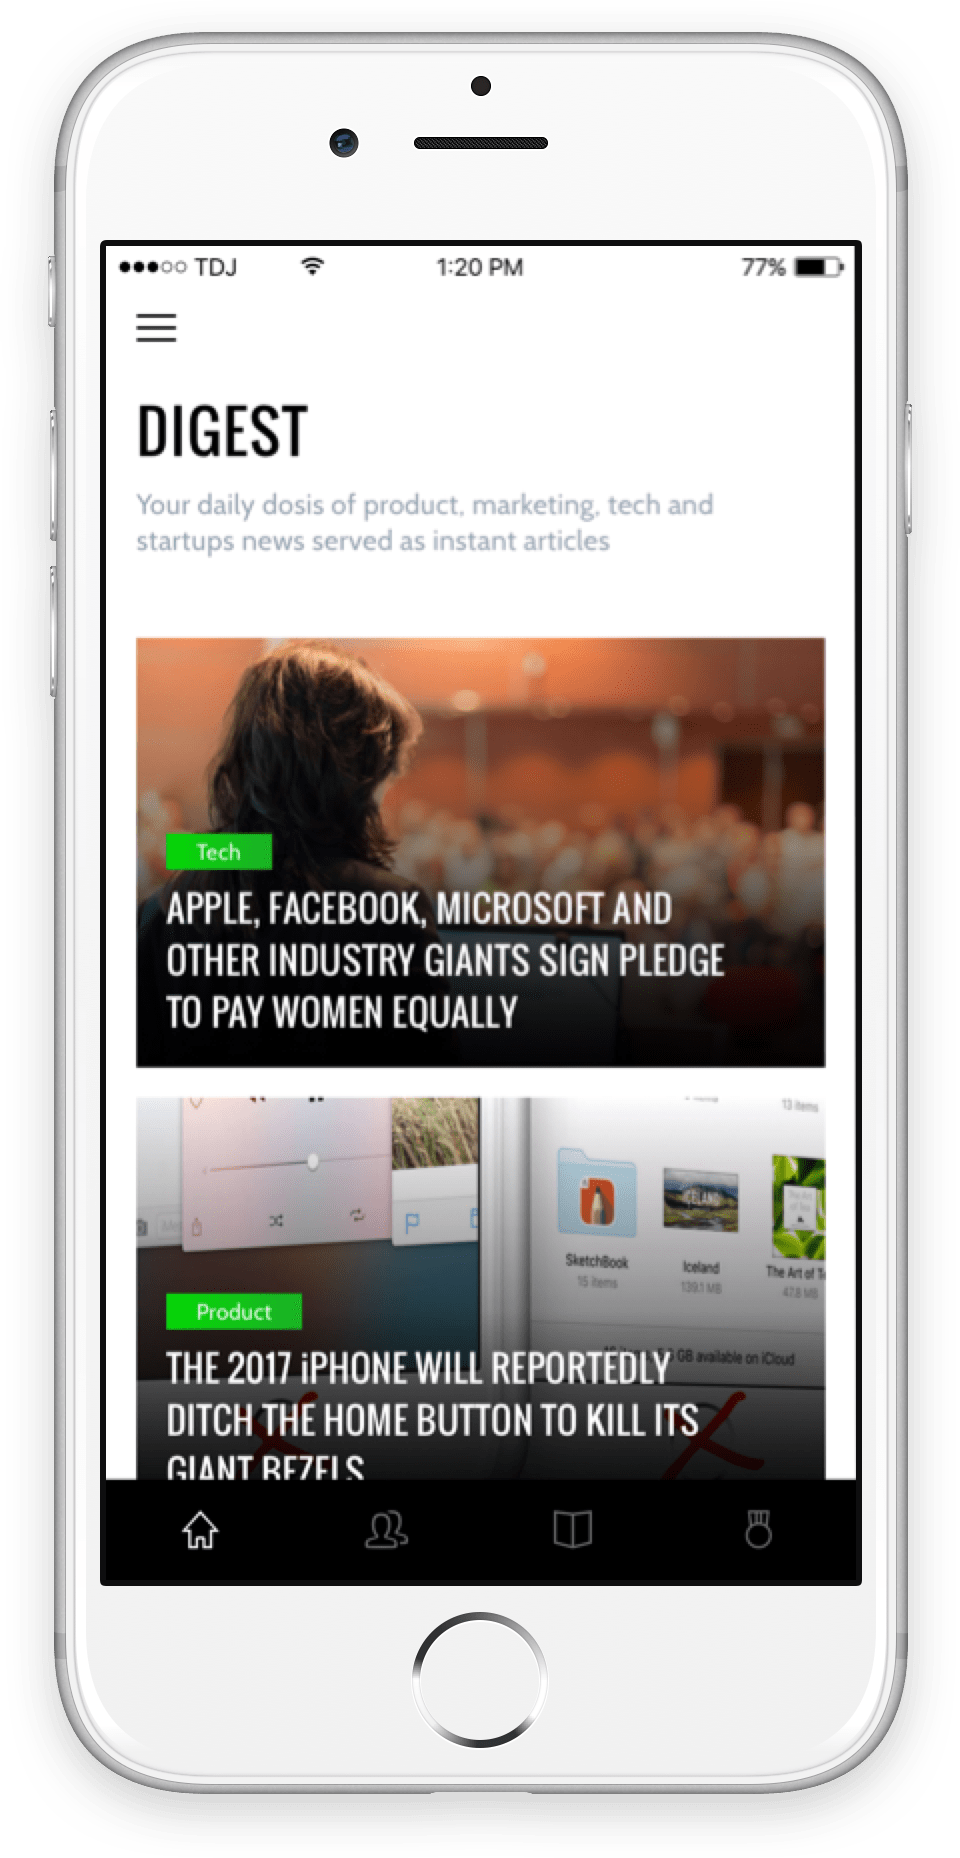 TDJ 1:20 PM 77%
DIGEST
Your daily dosis of product, marketing, tech and
startups news served as instant articles
Tech
APPLE, FACEBOOK, MICROSOFT AND
OTHER INDUSTRY GIANTS SIGN PLEDGE
TO PAY WOMEN EQUALLY
13 items
SketchBook Iceland The Art of T
15 items 139.1 MB 47.8 MB
GB available on iCloud
Product
THE 2017 iPHONE WILL REPORTEDLY
DITCH THE HOME BUTTON TO KILL ITS
GIANT BEZELS